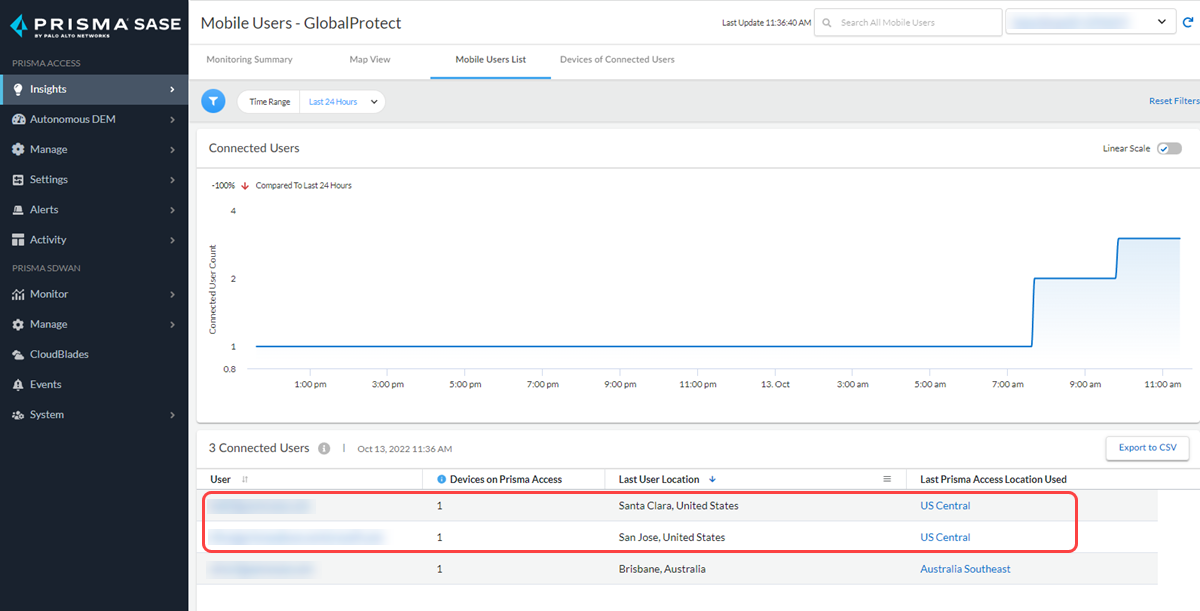 PRISMA SASE
BY PALO ALTO NETWORKS
Mobile Users - GlobalProtect
Last Update 11:36:40 AM
Search All Mobile Users
PRISMA ACCESS
Insights
Autonomous DEM
Manage
Settings
Alerts
Activity
PRISMA SDWAN
Monitor
Manage
CloudBlades
Events
System
Monitoring Summary
Map View
Mobile Users List
Devices of Connected Users
Time Range
Last 24 Hours
Reset Filters
Connected Users
Linear Scale
-100% Compared To Last 24 Hours
Connected User Count
4
2
1
0.8
1:00 pm 3:00 pm 5:00 pm 7:00 pm 9:00 pm 11:00 pm 13. Oct 3:00 am 5:00 am 7:00 am 9:00 am 11:00 am
3 Connected Users | Oct 13, 2022 11:36 AM
Export to CSV
User Devices on Prisma Access Last User Location Last Prisma Access Location Used
1 Santa Clara, United States US Central
1 San Jose, United States US Central
1 Brisbane, Australia Australia Southeast